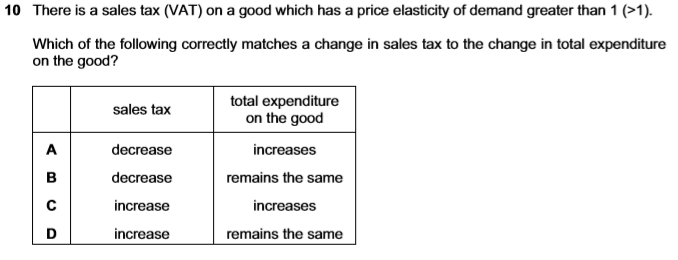 10 There is a sales tax (VAT) on a good which has a price elasticity of demand greater than 1 (>1).
Which of the following correctly matches a change in sales tax to the change in total expenditure
on the good?
sales tax
total expenditure
on the good
A decrease increases
B decrease remains the same
C increase increases
D increase remains the same